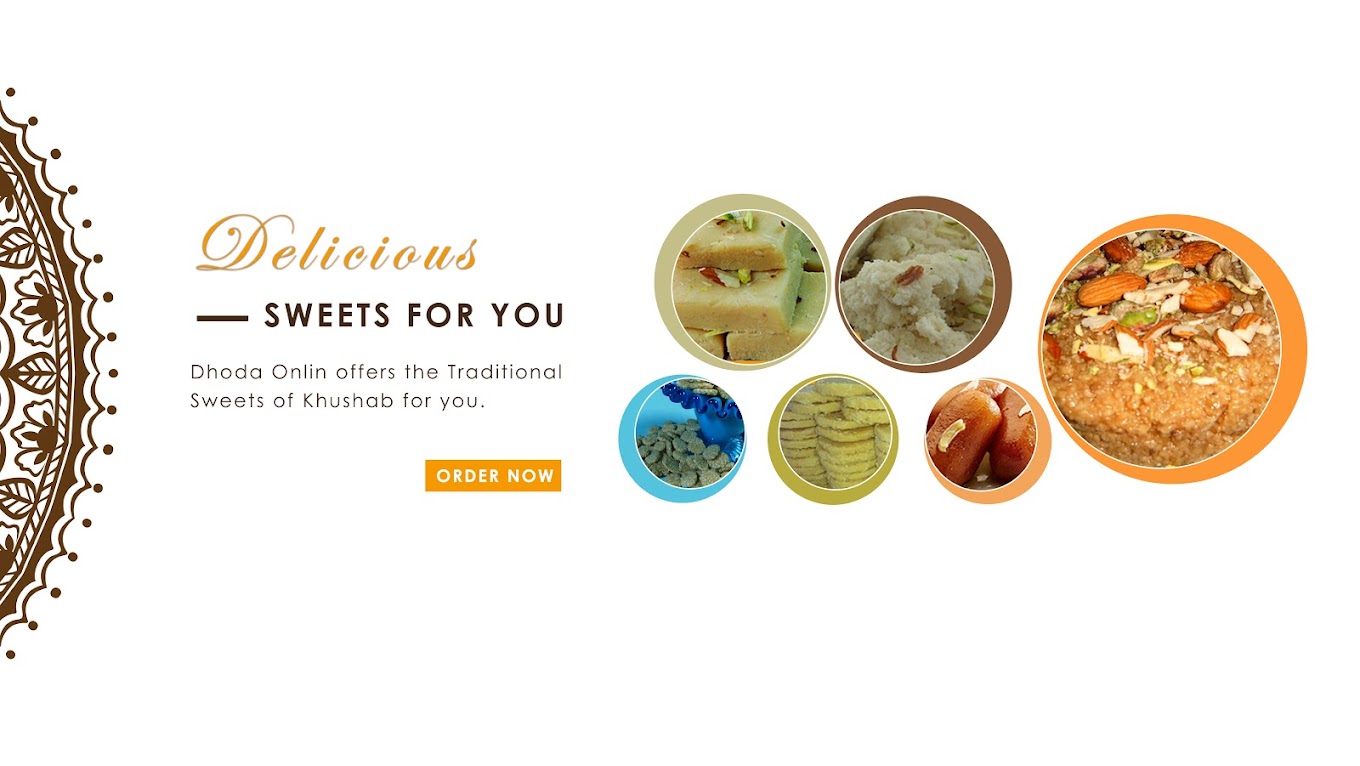 Delicious
SWEETS FOR YOU
Dhoda Onlin offers the Traditional
Sweets of Khushab for you.
ORDER NOW